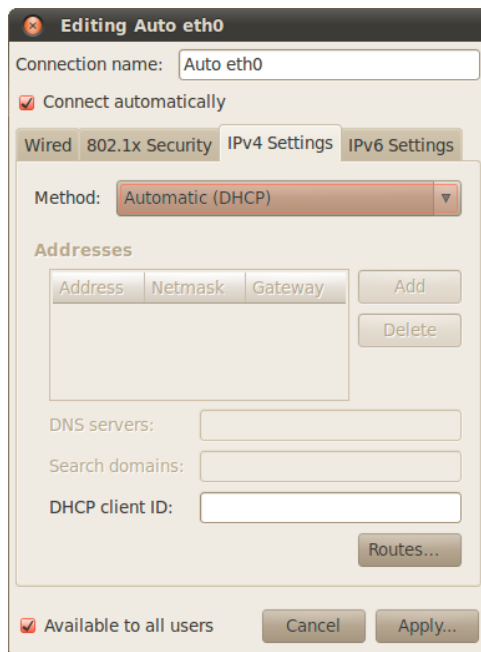 Editing Auto eth0
Connection name: Auto eth0
Connect automatically
Wired 802.1x Security IPv4 Settings IPv6 Settings
Method: Automatic (DHCP)
Addresses
Address Netmask Gateway Add
Delete
DNS servers:
Search domains:
DHCP client ID:
Routes...
Available to all users Cancel Apply...